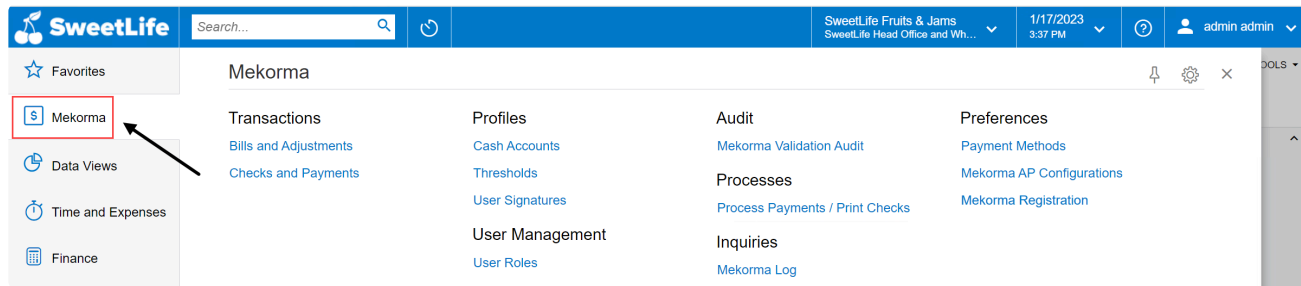 SweetLife
Search...
SweetLife Fruits & Jams
SweetLife Head Office and Wh...
1/17/2023
3:37 PM
admin admin
Favorites
Mekorma
Data Views
Time and Expenses
Finance
Mekorma
OOLS
Transactions
Bills and Adjustments
Checks and Payments
Profiles
Cash Accounts
Thresholds
User Signatures
User Management
User Roles
Audit
Mekorma Validation Audit
Processes
Process Payments / Print Checks
Inquiries
Mekorma Log
Preferences
Payment Methods
Mekorma AP Configurations
Mekorma Registration